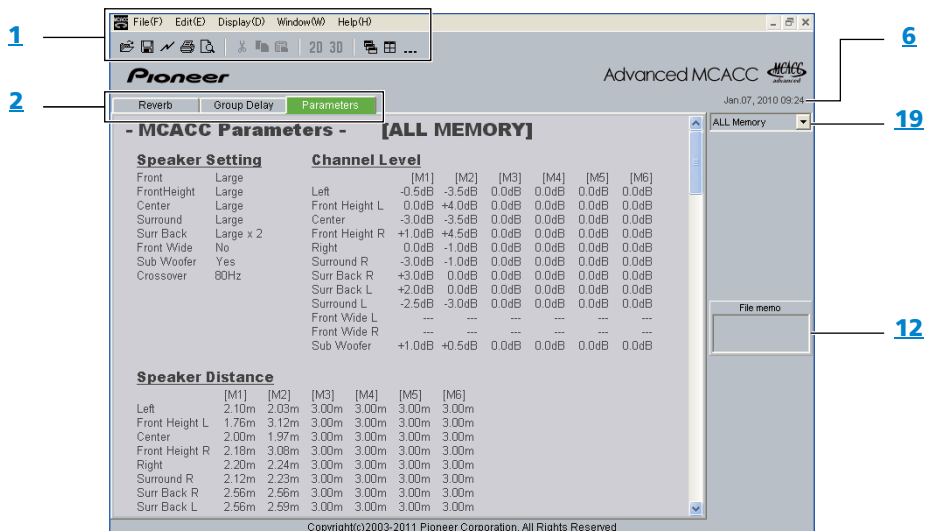 File(F) Edit(E) Display(D) Window(W) Help(H)
1
2D 3D ...
6
Pioneer
Advanced MCACC MCACC advanced
2
Reverb Group Delay Parameters
Jan.07, 2010 09:24
- MCACC Parameters - [ALL MEMORY]
ALL Memory
19
Speaker Setting
Front Large
FrontHeight Large
Center Large
Surround Large
Surr Back Large x 2
Front Wide No
Sub Woofer Yes
Crossover 80Hz
Channel Level
[M1] [M2] [M3] [M4] [M5] [M6]
Left -0.5dB -3.5dB 0.0dB 0.0dB 0.0dB 0.0dB
Front Height L 0.0dB +4.0dB 0.0dB 0.0dB 0.0dB 0.0dB
Center -3.0dB -3.5dB 0.0dB 0.0dB 0.0dB 0.0dB
Front Height R +1.0dB +4.5dB 0.0dB 0.0dB 0.0dB 0.0dB
Right 0.0dB -1.0dB 0.0dB 0.0dB 0.0dB 0.0dB
Surround R -3.0dB -1.0dB 0.0dB 0.0dB 0.0dB 0.0dB
Surr Back R +3.0dB 0.0dB 0.0dB 0.0dB 0.0dB 0.0dB
Surr Back L +2.0dB 0.0dB 0.0dB 0.0dB 0.0dB 0.0dB
Surround L -2.5dB -3.0dB 0.0dB 0.0dB 0.0dB 0.0dB
Front Wide L --- --- --- --- --- ---
Front Wide R --- --- --- --- --- ---
Sub Woofer +1.0dB +0.5dB 0.0dB 0.0dB 0.0dB 0.0dB
File memo
12
Speaker Distance
[M1] [M2] [M3] [M4] [M5] [M6]
Left 2.10m 2.03m 3.00m 3.00m 3.00m 3.00m
Front Height L 1.76m 3.12m 3.00m 3.00m 3.00m 3.00m
Center 2.00m 1.97m 3.00m 3.00m 3.00m 3.00m
Front Height R 2.18m 3.08m 3.00m 3.00m 3.00m 3.00m
Right 2.20m 2.24m 3.00m 3.00m 3.00m 3.00m
Surround R 2.12m 2.23m 3.00m 3.00m 3.00m 3.00m
Surr Back R 2.56m 2.56m 3.00m 3.00m 3.00m 3.00m
Surr Back L 2.56m 2.59m 3.00m 3.00m 3.00m 3.00m
Copyright(c)2003-2011 Pioneer Corporation. All Rights Reserved